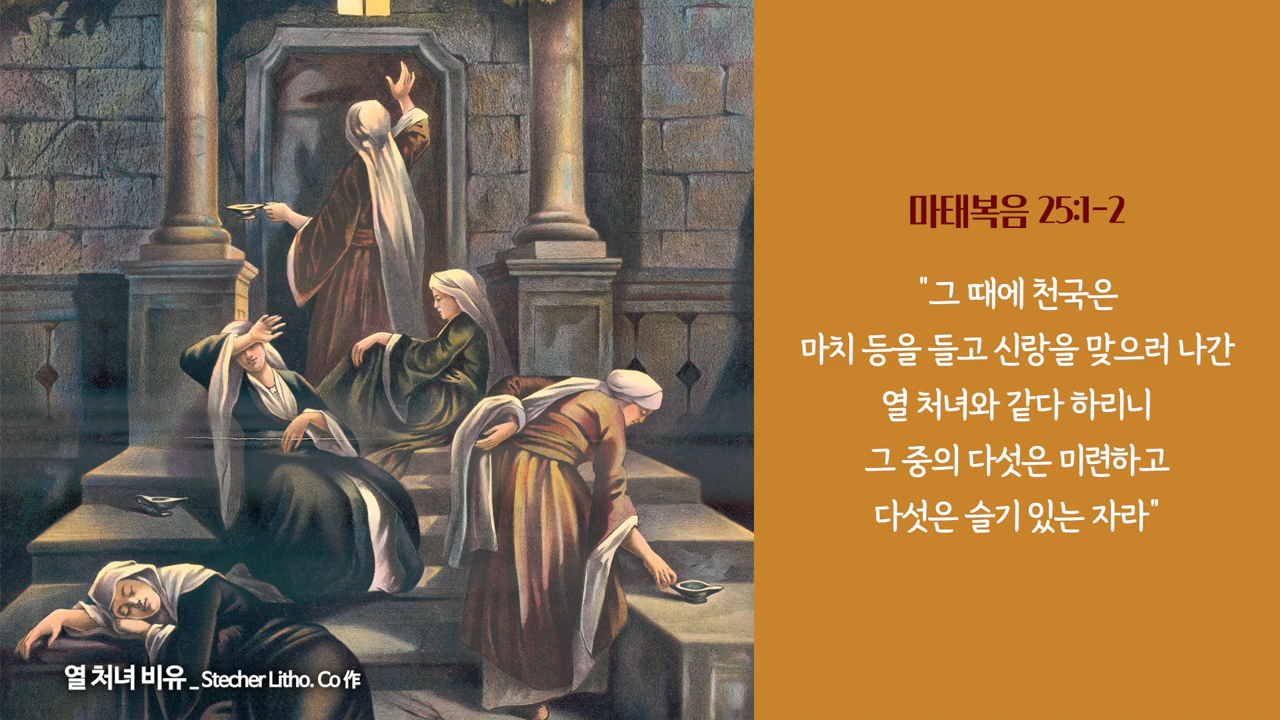 마태복음 25:1-2
"그 때에 천국은
마치 등을 들고 신랑을 맞으러 나간
열 처녀와 같다 하리니
그 중의 다섯은 미련하고
다섯은 슬기 있는 자라"
열 처녀 비유 _ Stecher Litho. Co 作